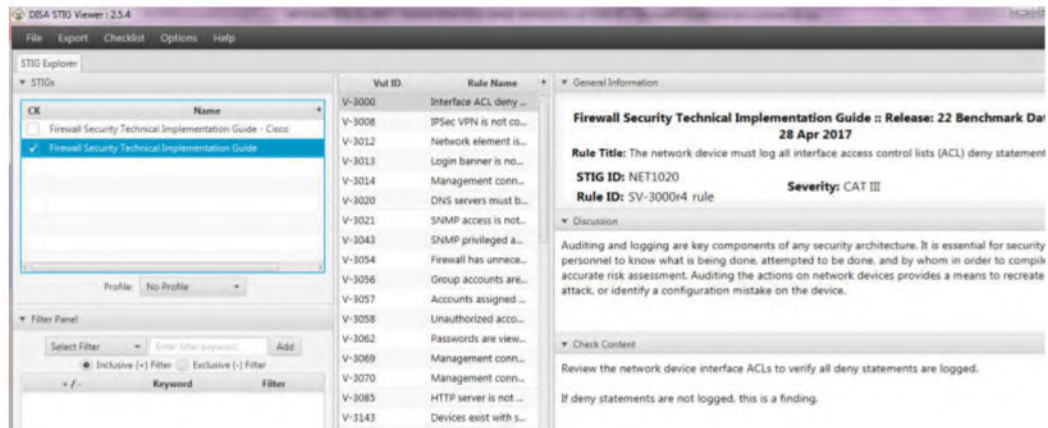 DISA STIG Viewer : 2.5.4
File Export Checklist Options Help
STIG Explorer
STIGs
CK Name
Firewall Security Technical Implementation Guide - Cisco
Firewall Security Technical Implementation Guide
Profile: No Profile
Filter Panel
Select Filter Enter filter keyword... Add
Inclusive (+) Filter Exclusive (-) Filter
+ / - Keyword Filter
Vul ID Rule Name
V-3000 Interface ACL deny ...
V-3008 IPSec VPN is not co...
V-3012 Network element is...
V-3013 Login banner is no...
V-3014 Management conn...
V-3020 DNS servers must b...
V-3021 SNMP access is not...
V-3043 SNMP privileged a...
V-3054 Firewall has unnece...
V-3056 Group accounts are...
V-3057 Accounts assigned ...
V-3058 Unauthorized acco...
V-3062 Passwords are view...
V-3069 Management conn...
V-3070 Management conn...
V-3085 HTTP server is not ...
V-3143 Devices exist with s...
General Information
Firewall Security Technical Implementation Guide :: Release: 22 Benchmark Dat
28 Apr 2017
Rule Title: The network device must log all interface access control lists (ACL) deny statement
STIG ID: NET1020
Rule ID: SV-3000r4_rule
Severity: CAT III
Discussion
Auditing and logging are key components of any security architecture. It is essential for security
personnel to know what is being done, attempted to be done, and by whom in order to compil
accurate risk assessment. Auditing the actions on network devices provides a means to recreate
attack, or identify a configuration mistake on the device.
Check Content
Review the network device interface ACLs to verify all deny statements are logged.
If deny statements are not logged, this is a finding.